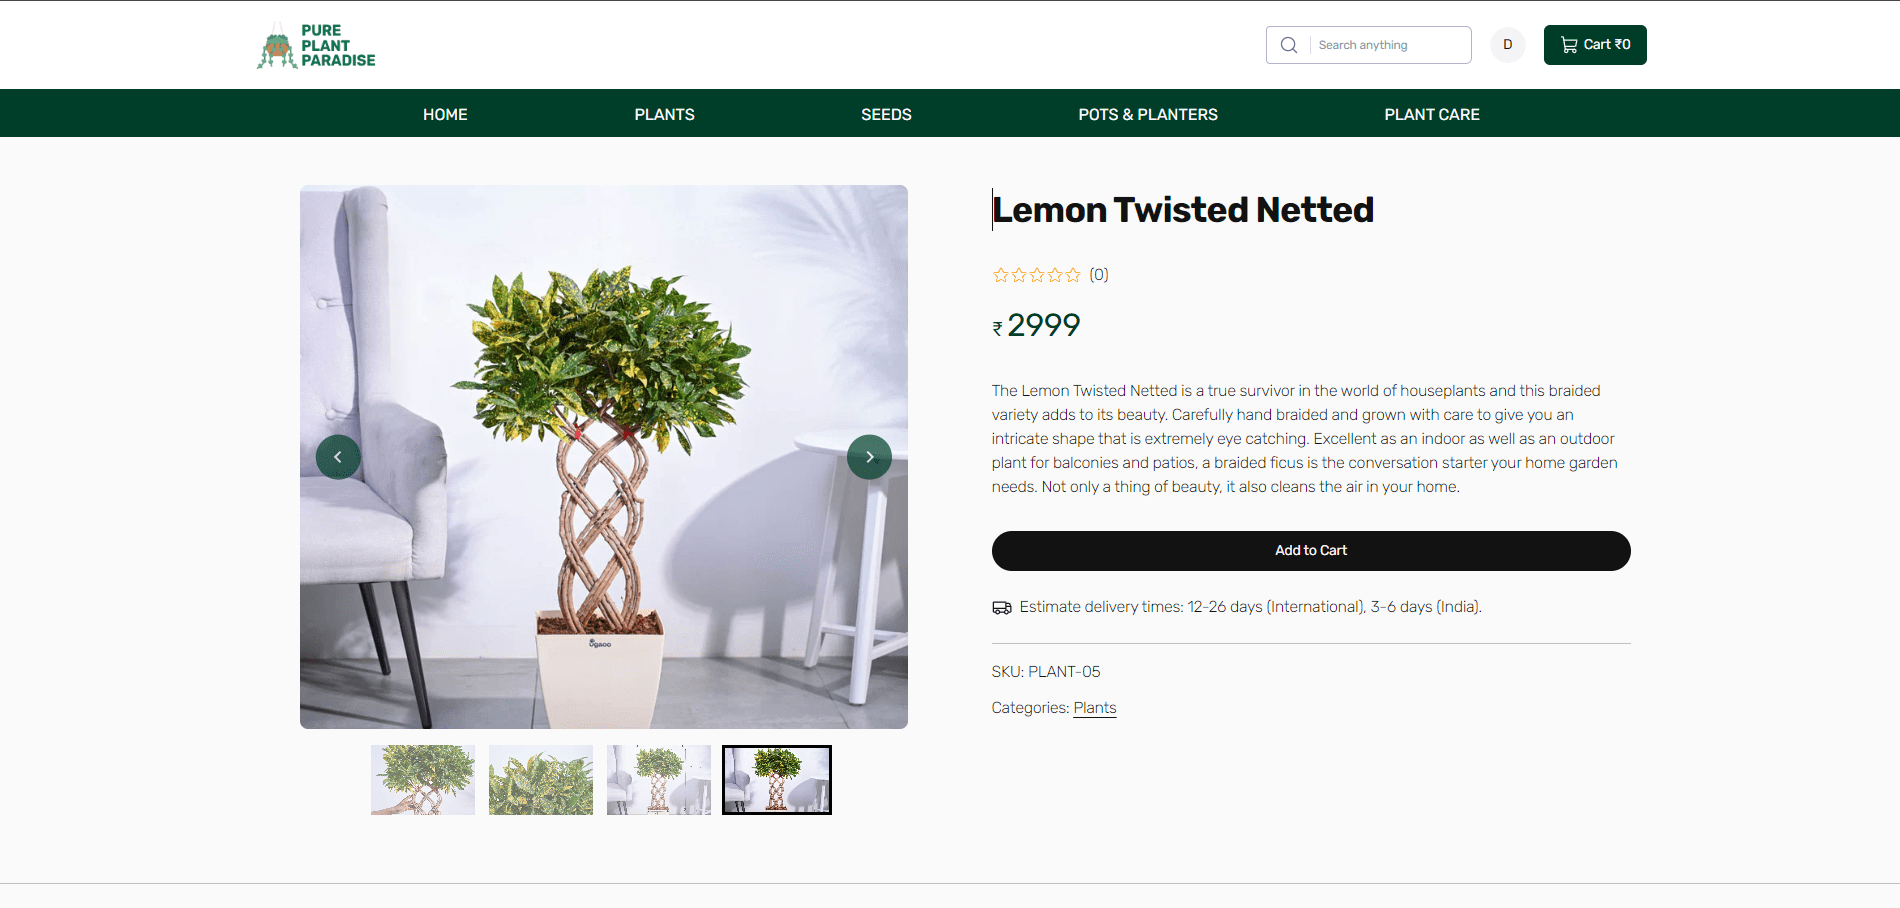 PURE
PLANT
PARADISE
Search anything
D
Cart ₹0
HOME
PLANTS
SEEDS
POTS & PLANTERS
PLANT CARE
Lemon Twisted Netted
(0)
₹ 2999
The Lemon Twisted Netted is a true survivor in the world of houseplants and this braided
variety adds to its beauty. Carefully hand braided and grown with care to give you an
intricate shape that is extremely eye catching. Excellent as an indoor as well as an outdoor
plant for balconies and patios, a braided ficus is the conversation starter your home garden
needs. Not only a thing of beauty, it also cleans the air in your home.
Add to Cart
Estimate delivery times: 12-26 days (International), 3-6 days (India).
SKU: PLANT-05
Categories: Plants
ugaoo